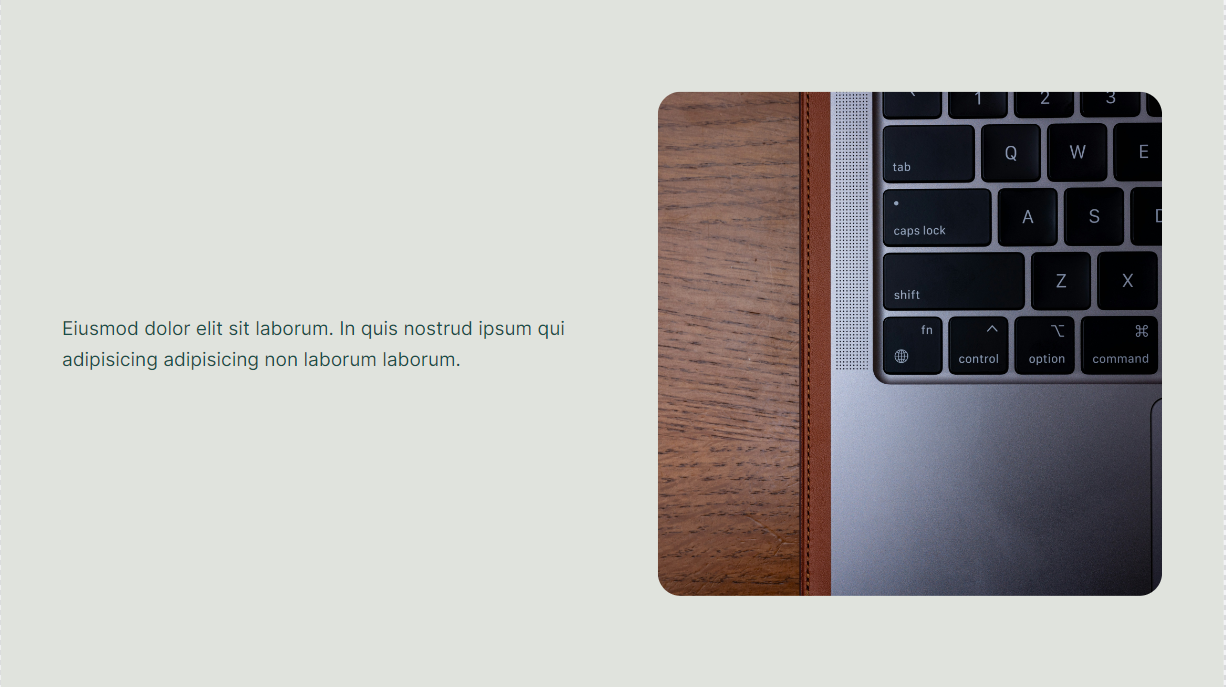 Eiusmod dolor elit sit laborum. In quis nostrud ipsum qui
adipisicing adipisicing non laborum laborum.
1 2 3
tab Q W E
caps lock A S D
shift Z X
fn
control option command